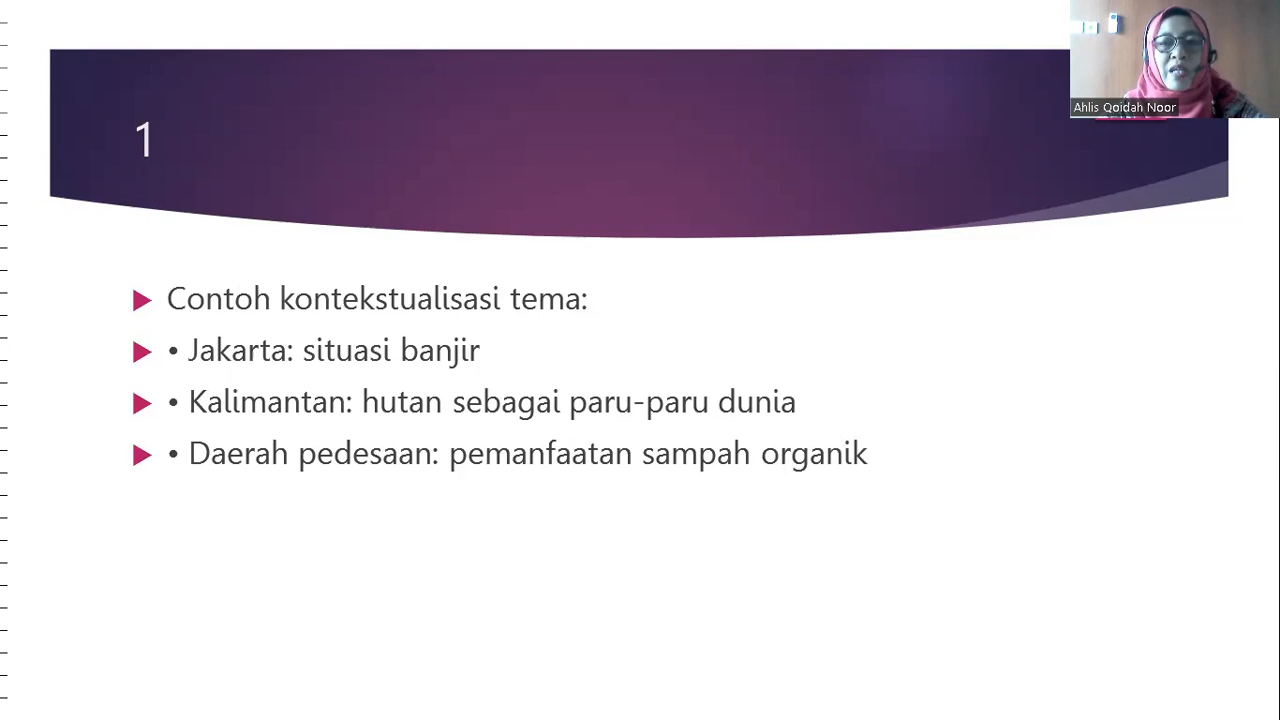 1
Ahlis Qoidah Noor
Contoh kontekstualisasi tema:
• Jakarta: situasi banjir
• Kalimantan: hutan sebagai paru-paru dunia
• Daerah pedesaan: pemanfaatan sampah organik